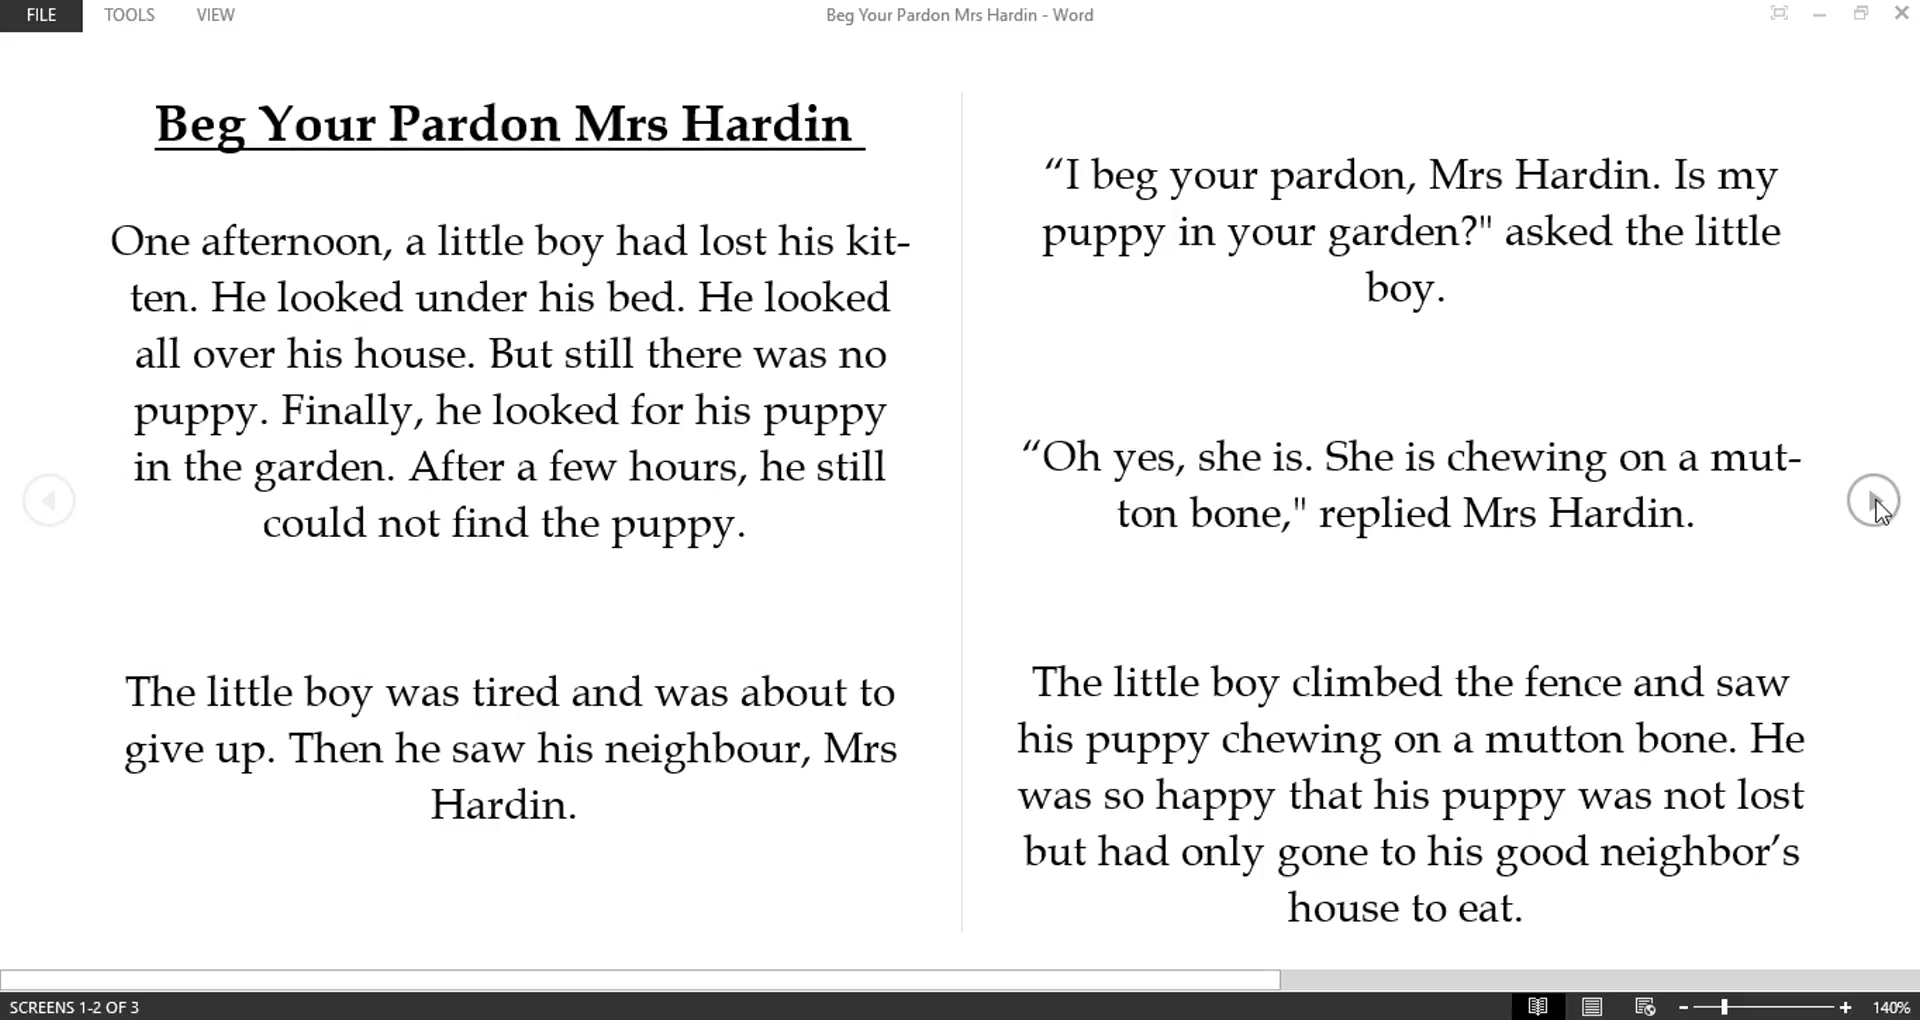 FILE TOOLS VIEW Beg Your Pardon Mrs Hardin - Word
Beg Your Pardon Mrs Hardin
One afternoon, a little boy had lost his kit-
ten. He looked under his bed. He looked
all over his house. But still there was no
puppy. Finally, he looked for his puppy
in the garden. After a few hours, he still
could not find the puppy.
The little boy was tired and was about to
give up. Then he saw his neighbour, Mrs
Hardin.
“I beg your pardon, Mrs Hardin. Is my
puppy in your garden?" asked the little
boy.
“Oh yes, she is. She is chewing on a mut-
ton bone," replied Mrs Hardin.
The little boy climbed the fence and saw
his puppy chewing on a mutton bone. He
was so happy that his puppy was not lost
but had only gone to his good neighbor’s
house to eat.
SCREENS 1-2 OF 3 140%